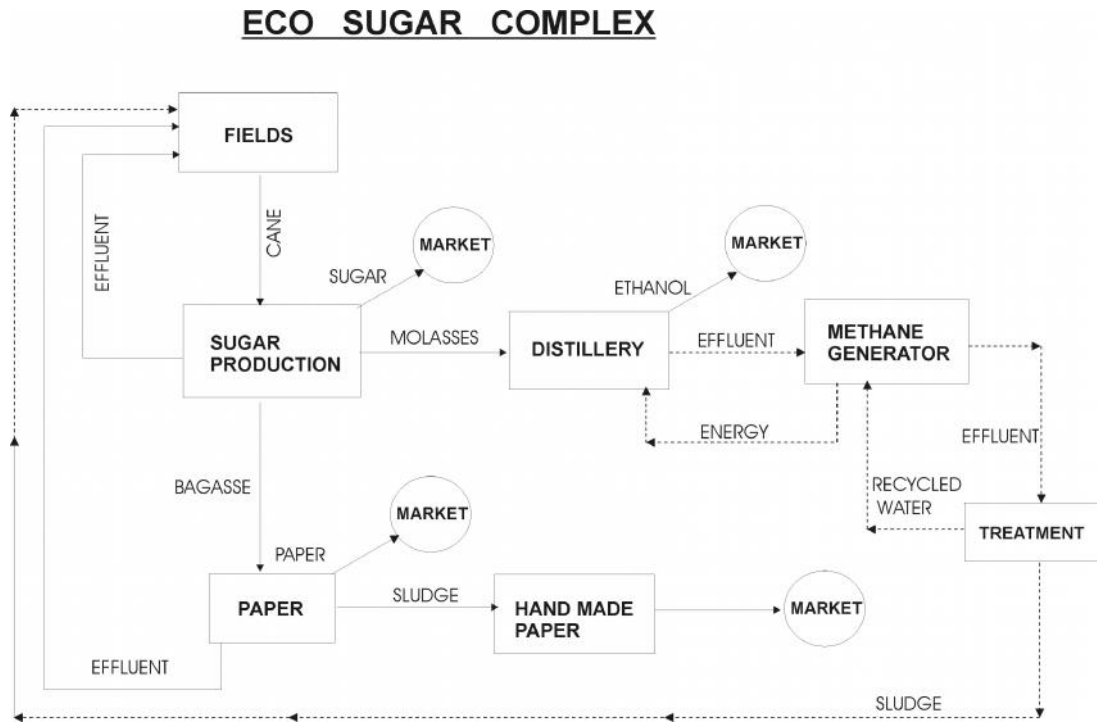 ECO SUGAR COMPLEX
FIELDS
EFFLUENT
CANE
MARKET
SUGAR
MARKET
ETHANOL
SUGAR
PRODUCTION
MOLASSES
DISTILLERY
EFFLUENT
METHANE
GENERATOR
ENERGY
EFFLUENT
RECYCLED
WATER
TREATMENT
BAGASSE
MARKET
PAPER
PAPER
SLUDGE
HAND MADE
PAPER
MARKET
EFFLUENT
SLUDGE